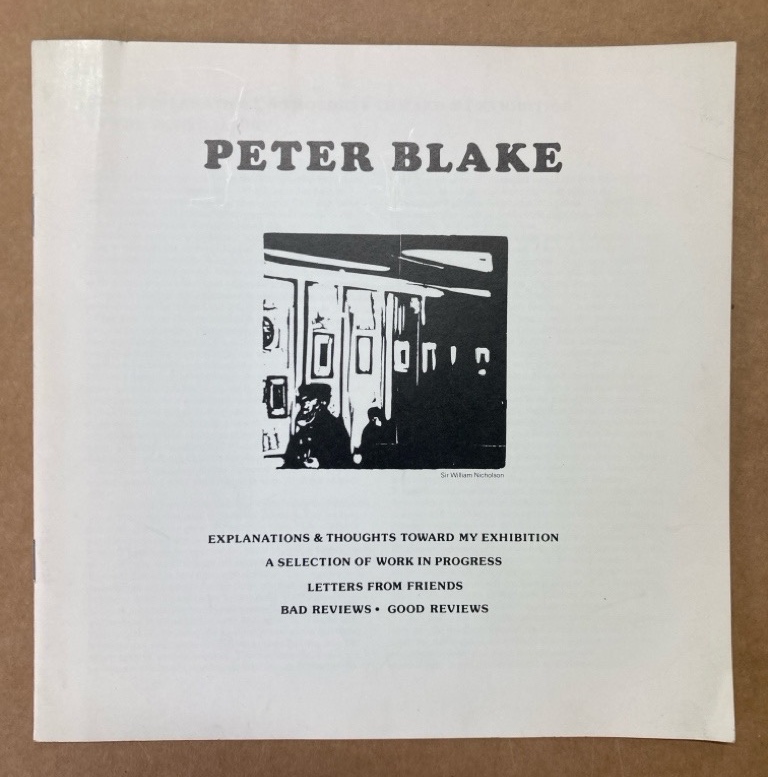 PETER BLAKE
Sir William Nicholson
EXPLANATIONS & THOUGHTS TOWARD MY EXHIBITION
A SELECTION OF WORK IN PROGRESS
LETTERS FROM FRIENDS
BAD REVIEWS • GOOD REVIEWS